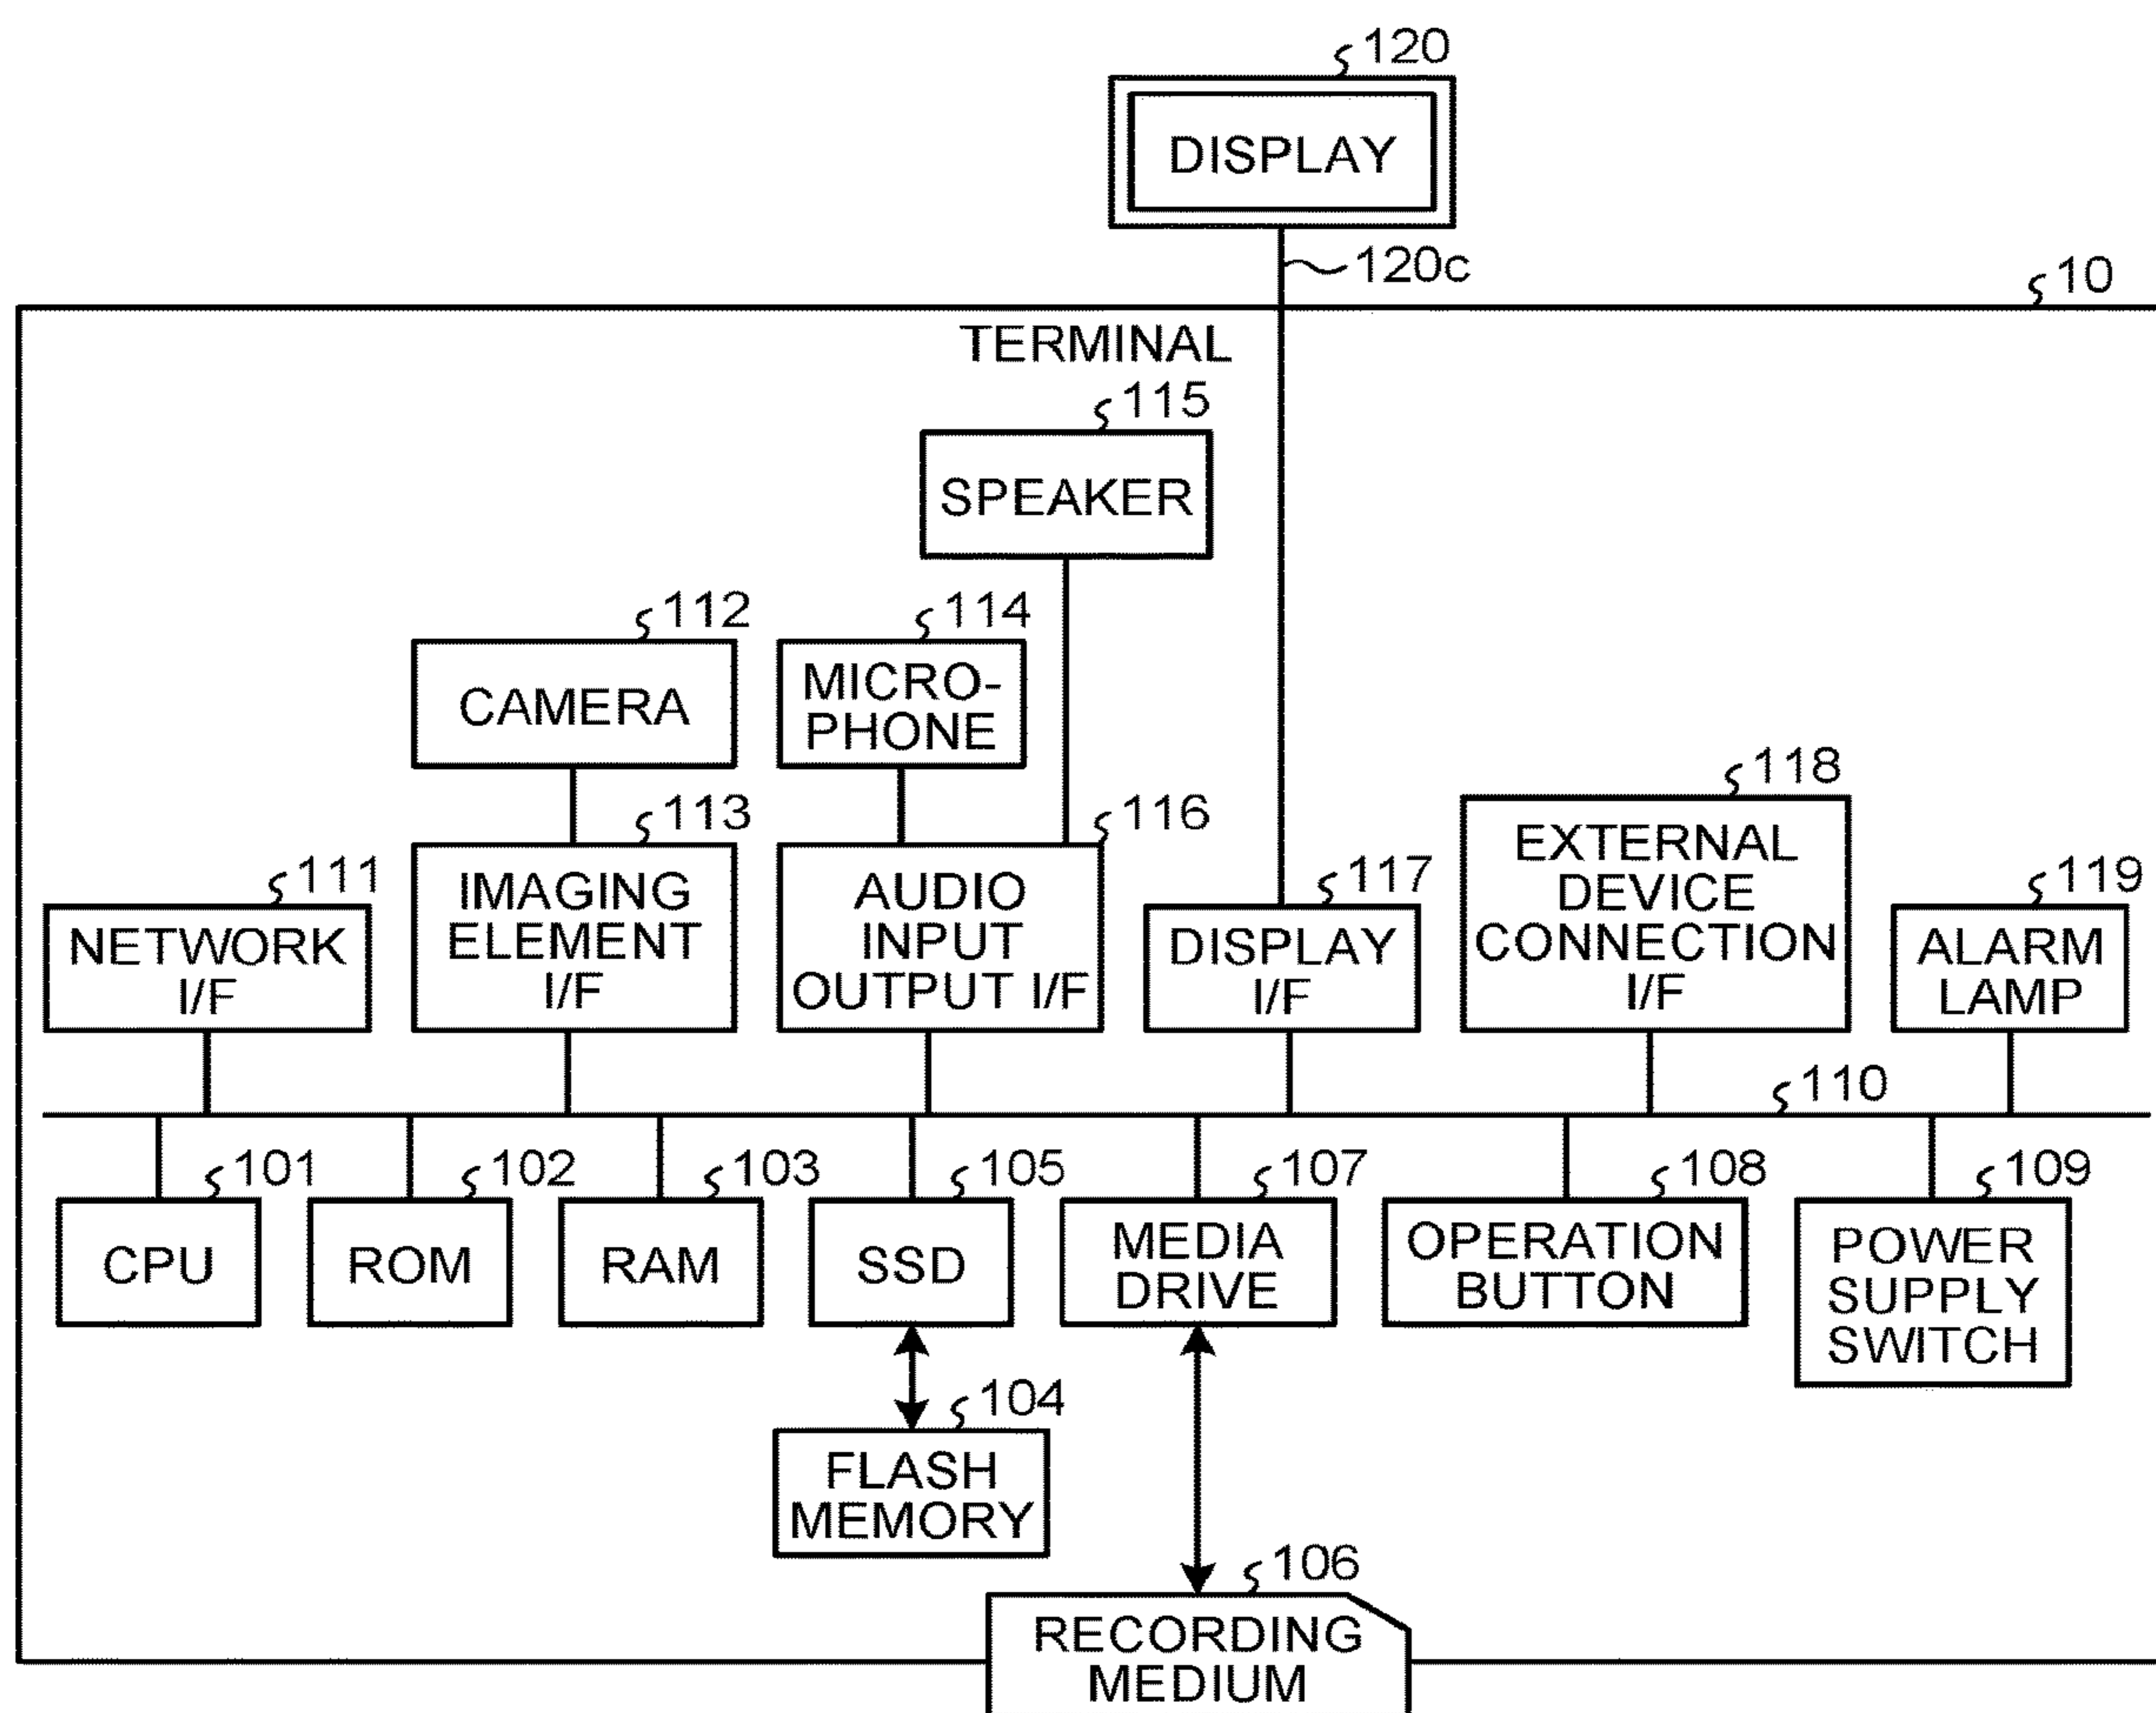 120
DISPLAY
120c
10
TERMINAL
115
SPEAKER
112
114
CAMERA
MICRO-
PHONE
113
116
118
111
IMAGING
ELEMENT
I/F
AUDIO
INPUT
OUTPUT I/F
117
EXTERNAL
DEVICE
CONNECTION
I/F
119
NETWORK
I/F
DISPLAY
I/F
ALARM
LAMP
110
101
102
103
105
107
108
109
CPU
ROM
RAM
SSD
MEDIA
DRIVE
OPERATION
BUTTON
POWER
SUPPLY
SWITCH
104
FLASH
MEMORY
106
RECORDING
MEDIUM